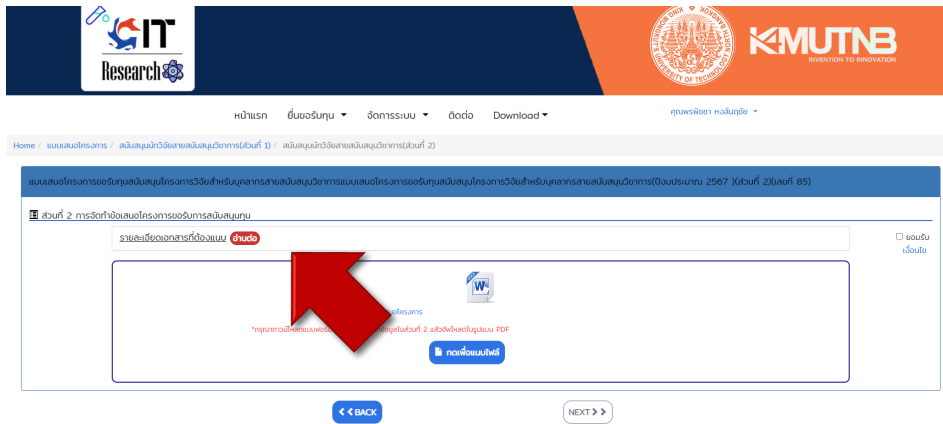 CIT
Research
KING MONGKUT'S UNIVERSITY OF TECHNOLOGY NORTH BANGKOK
KMUTNB
INVENTION TO INNOVATION
หน้าแรก ยื่นขอรับทุน จัดการระบบ ติดต่อ Download
คุณพรพิชชา หงส์นฤชัย
Home / แบบเสนอโครงการ / สนับสนุนนักวิจัยสายสนับสนุนวิชาการ(ส่วนที่ 1) / สนับสนุนนักวิจัยสายสนับสนุนวิชาการ(ส่วนที่ 2)
แบบเสนอโครงการขอรับทุนสนับสนุนโครงการวิจัยสำหรับบุคลากรสายสนับสนุนวิชาการแบบเสนอโครงการขอรับทุนสนับสนุนโครงการวิจัยสำหรับบุคลากรสายสนับสนุนวิชาการ(ปีงบประมาณ 2567 )(ส่วนที่ 2)(เลขที่ 85)
ส่วนที่ 2 การจัดทำข้อเสนอโครงการขอรับการสนับสนุนทุน
รายละเอียดเอกสารที่ต้องแนบ อ่านต่อ
ยอมรับ
เงื่อนไข
W
นอโครงการ
*กรุณาดาวน์โหลดแบบฟอร์ม ข้อมูลในส่วนที่ 2 แล้วอัพโหลดในรูปแบบ PDF
กดเพื่อแนบไฟล์
BACK
NEXT